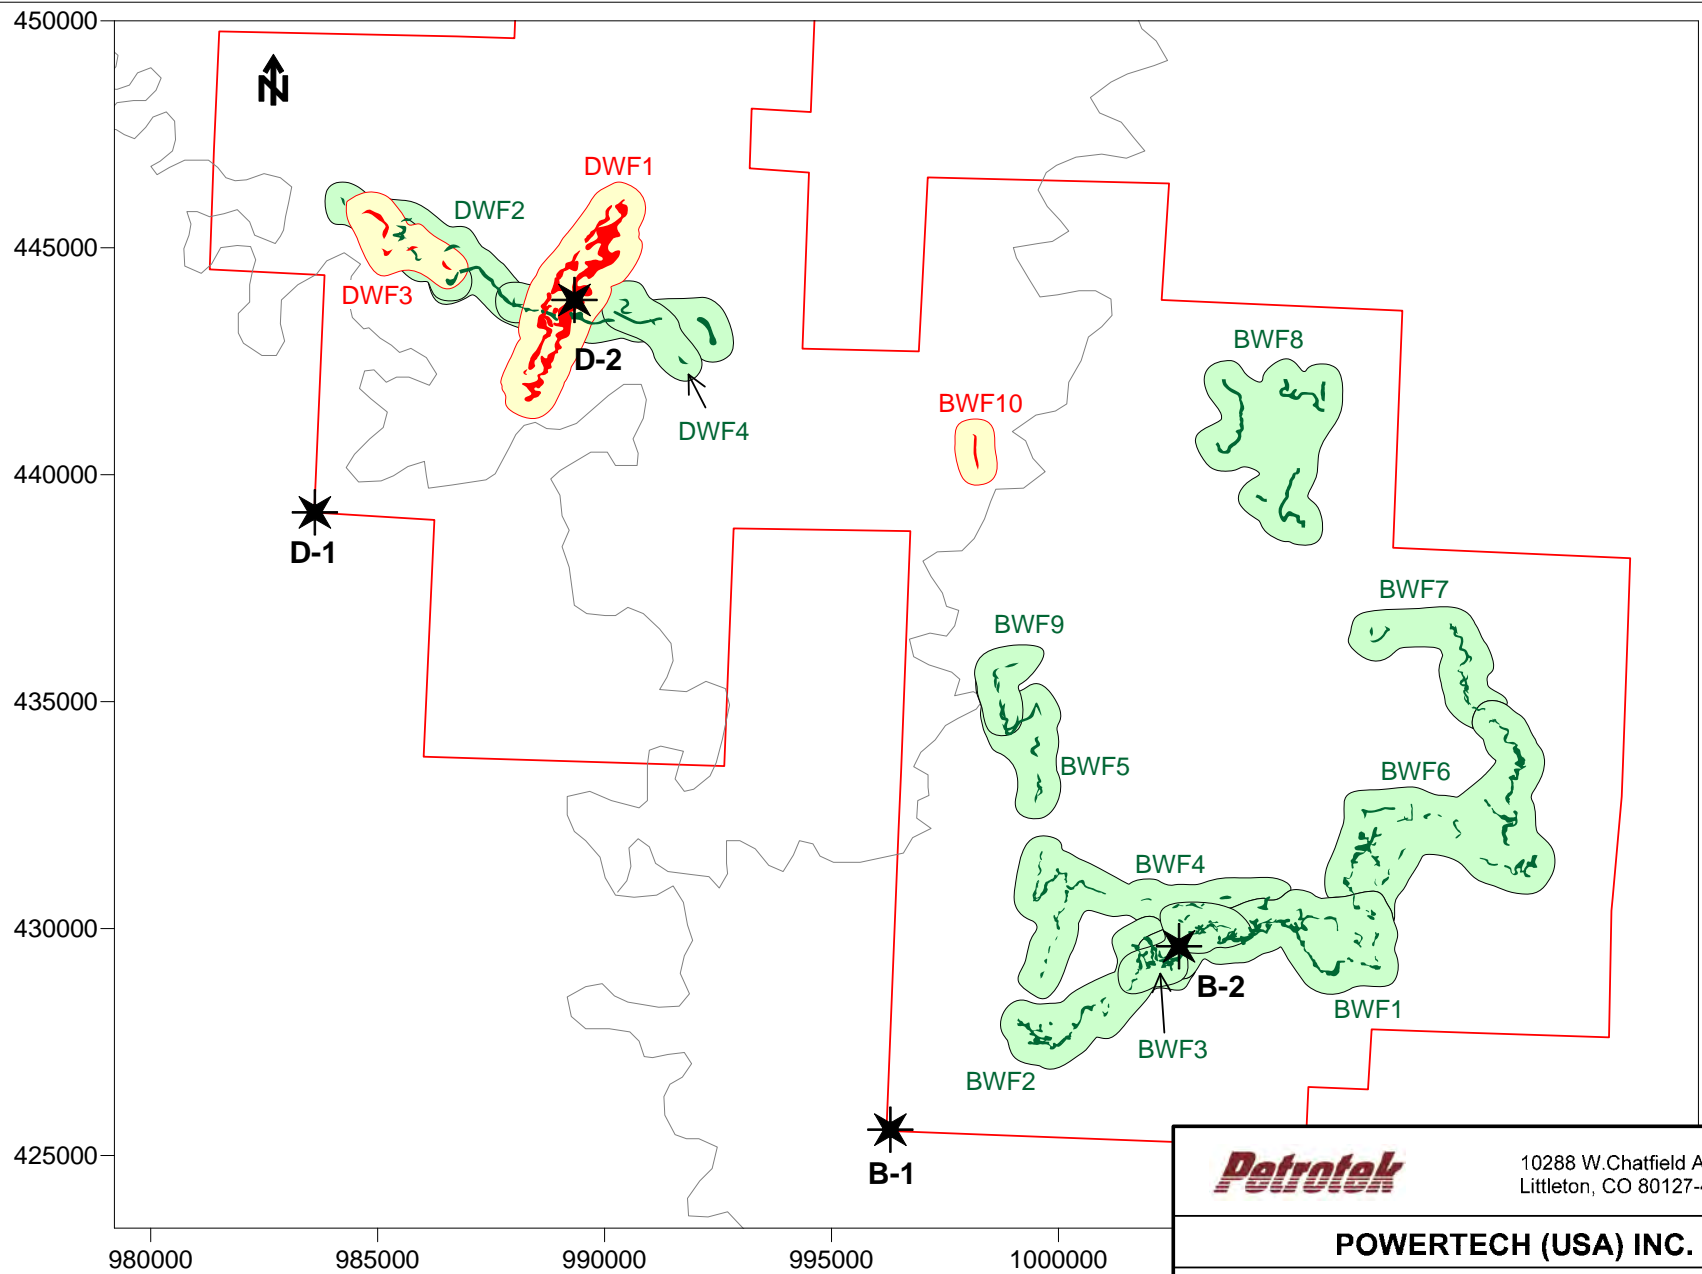 450000
N
DWF1
DWF2
445000
DWF3
D-2
BWF8
BWF10
DWF4
440000
D-1
BWF7
BWF9
435000
BWF5
BWF6
BWF4
430000
B-2
BWF1
BWF3
BWF2
425000
B-1
Petrotek
10288 W.Chatfield A
Littleton, CO 80127-
980000
985000
990000
995000
1000000
POWERTECH (USA) INC.